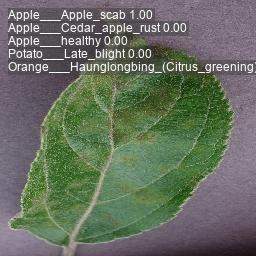 Apple___Apple_scab 1.00
Apple___Cedar_apple_rust 0.00
Apple___healthy 0.00
Potato___Late_blight 0.00
Orange___Haunglongbing_(Citrus_greening)